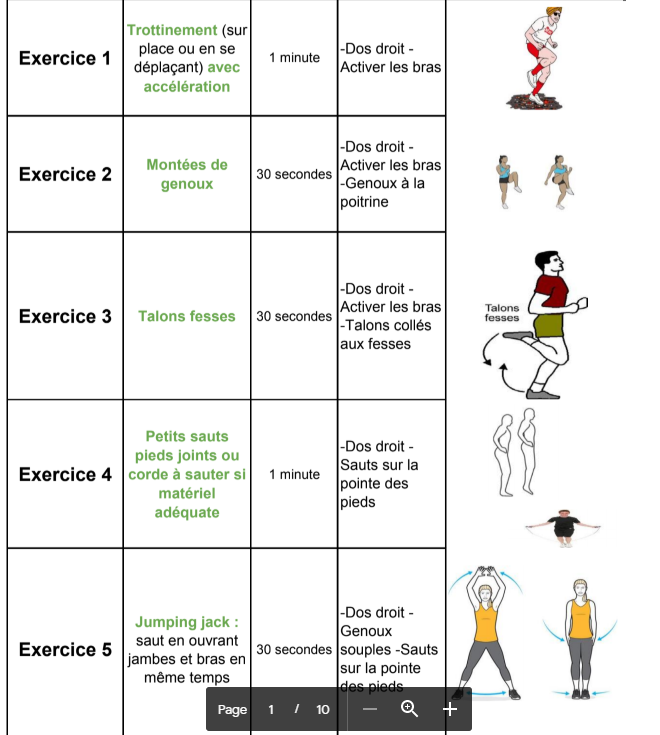 Exercice 1
Trottinement (sur
place ou en se
déplaçant) avec
accélération
1 minute
-Dos droit -
Activer les bras
Exercice 2
Montées de
genoux
30 secondes
-Dos droit -
Activer les bras
-Genoux à la
poitrine
Exercice 3
Talons fesses
30 secondes
-Dos droit -
Activer les bras
-Talons collés
aux fesses
Talons
fesses
Exercice 4
Petits sauts
pieds joints ou
corde à sauter si
matériel
adéquate
1 minute
-Dos droit -
Sauts sur la
pointe des
pieds
Exercice 5
Jumping jack :
saut en ouvrant
jambes et bras en
même temps
30 secondes
-Dos droit -
Genoux
souples -Sauts
sur la pointe
des pieds
Page 1 / 10